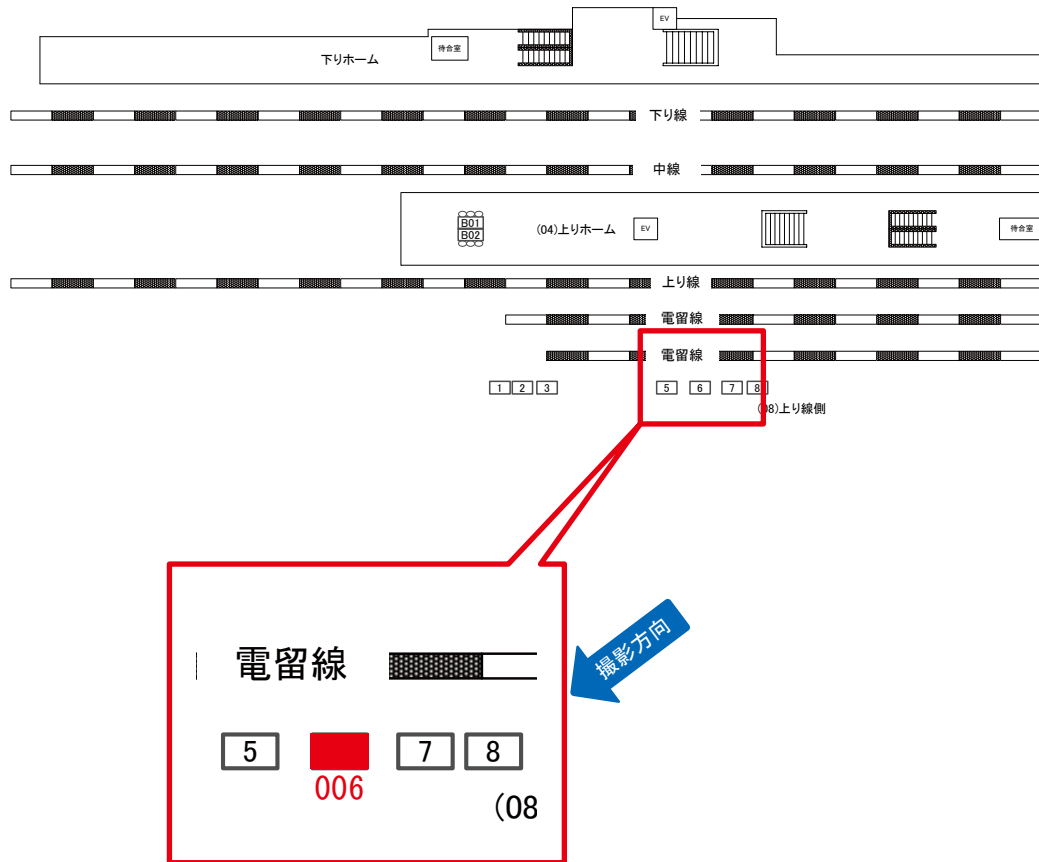 EV
待合室
下りホーム
下り線
中線
B01
B02
(04)上りホーム
EV
待合室
上り線
電留線
電留線
1 2 3 5 6 7 8
(08)上り線側
撮影方向
電留線
5 7 8
006
(08